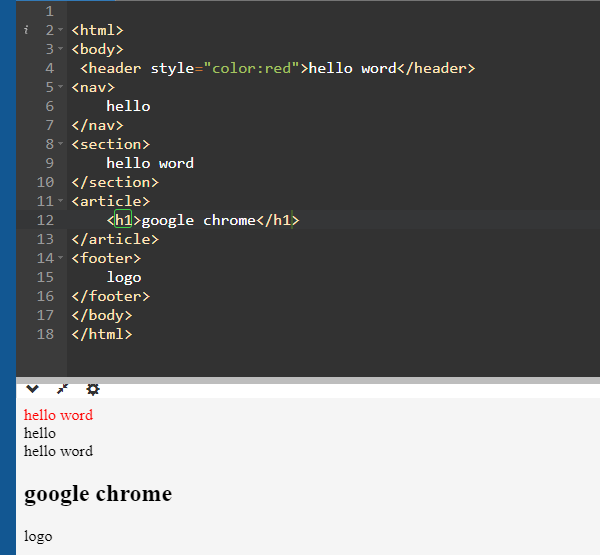 1
i 2 <html>
3 <body>
4  <header style="color:red">hello word</header>
5 <nav>
6     hello
7 </nav>
8 <section>
9     hello word
10 </section>
11 <article>
12     <h1>google chrome</h1>
13 </article>
14 <footer>
15     logo
16 </footer>
17 </body>
18 </html>
hello word
hello
hello word
google chrome
logo